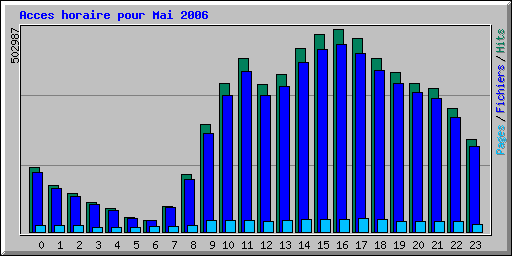 Acces horaire pour Mai 2006
502987
Pages / Fichiers / Hits
0 1 2 3 4 5 6 7 8 9 10 11 12 13 14 15 16 17 18 19 20 21 22 23